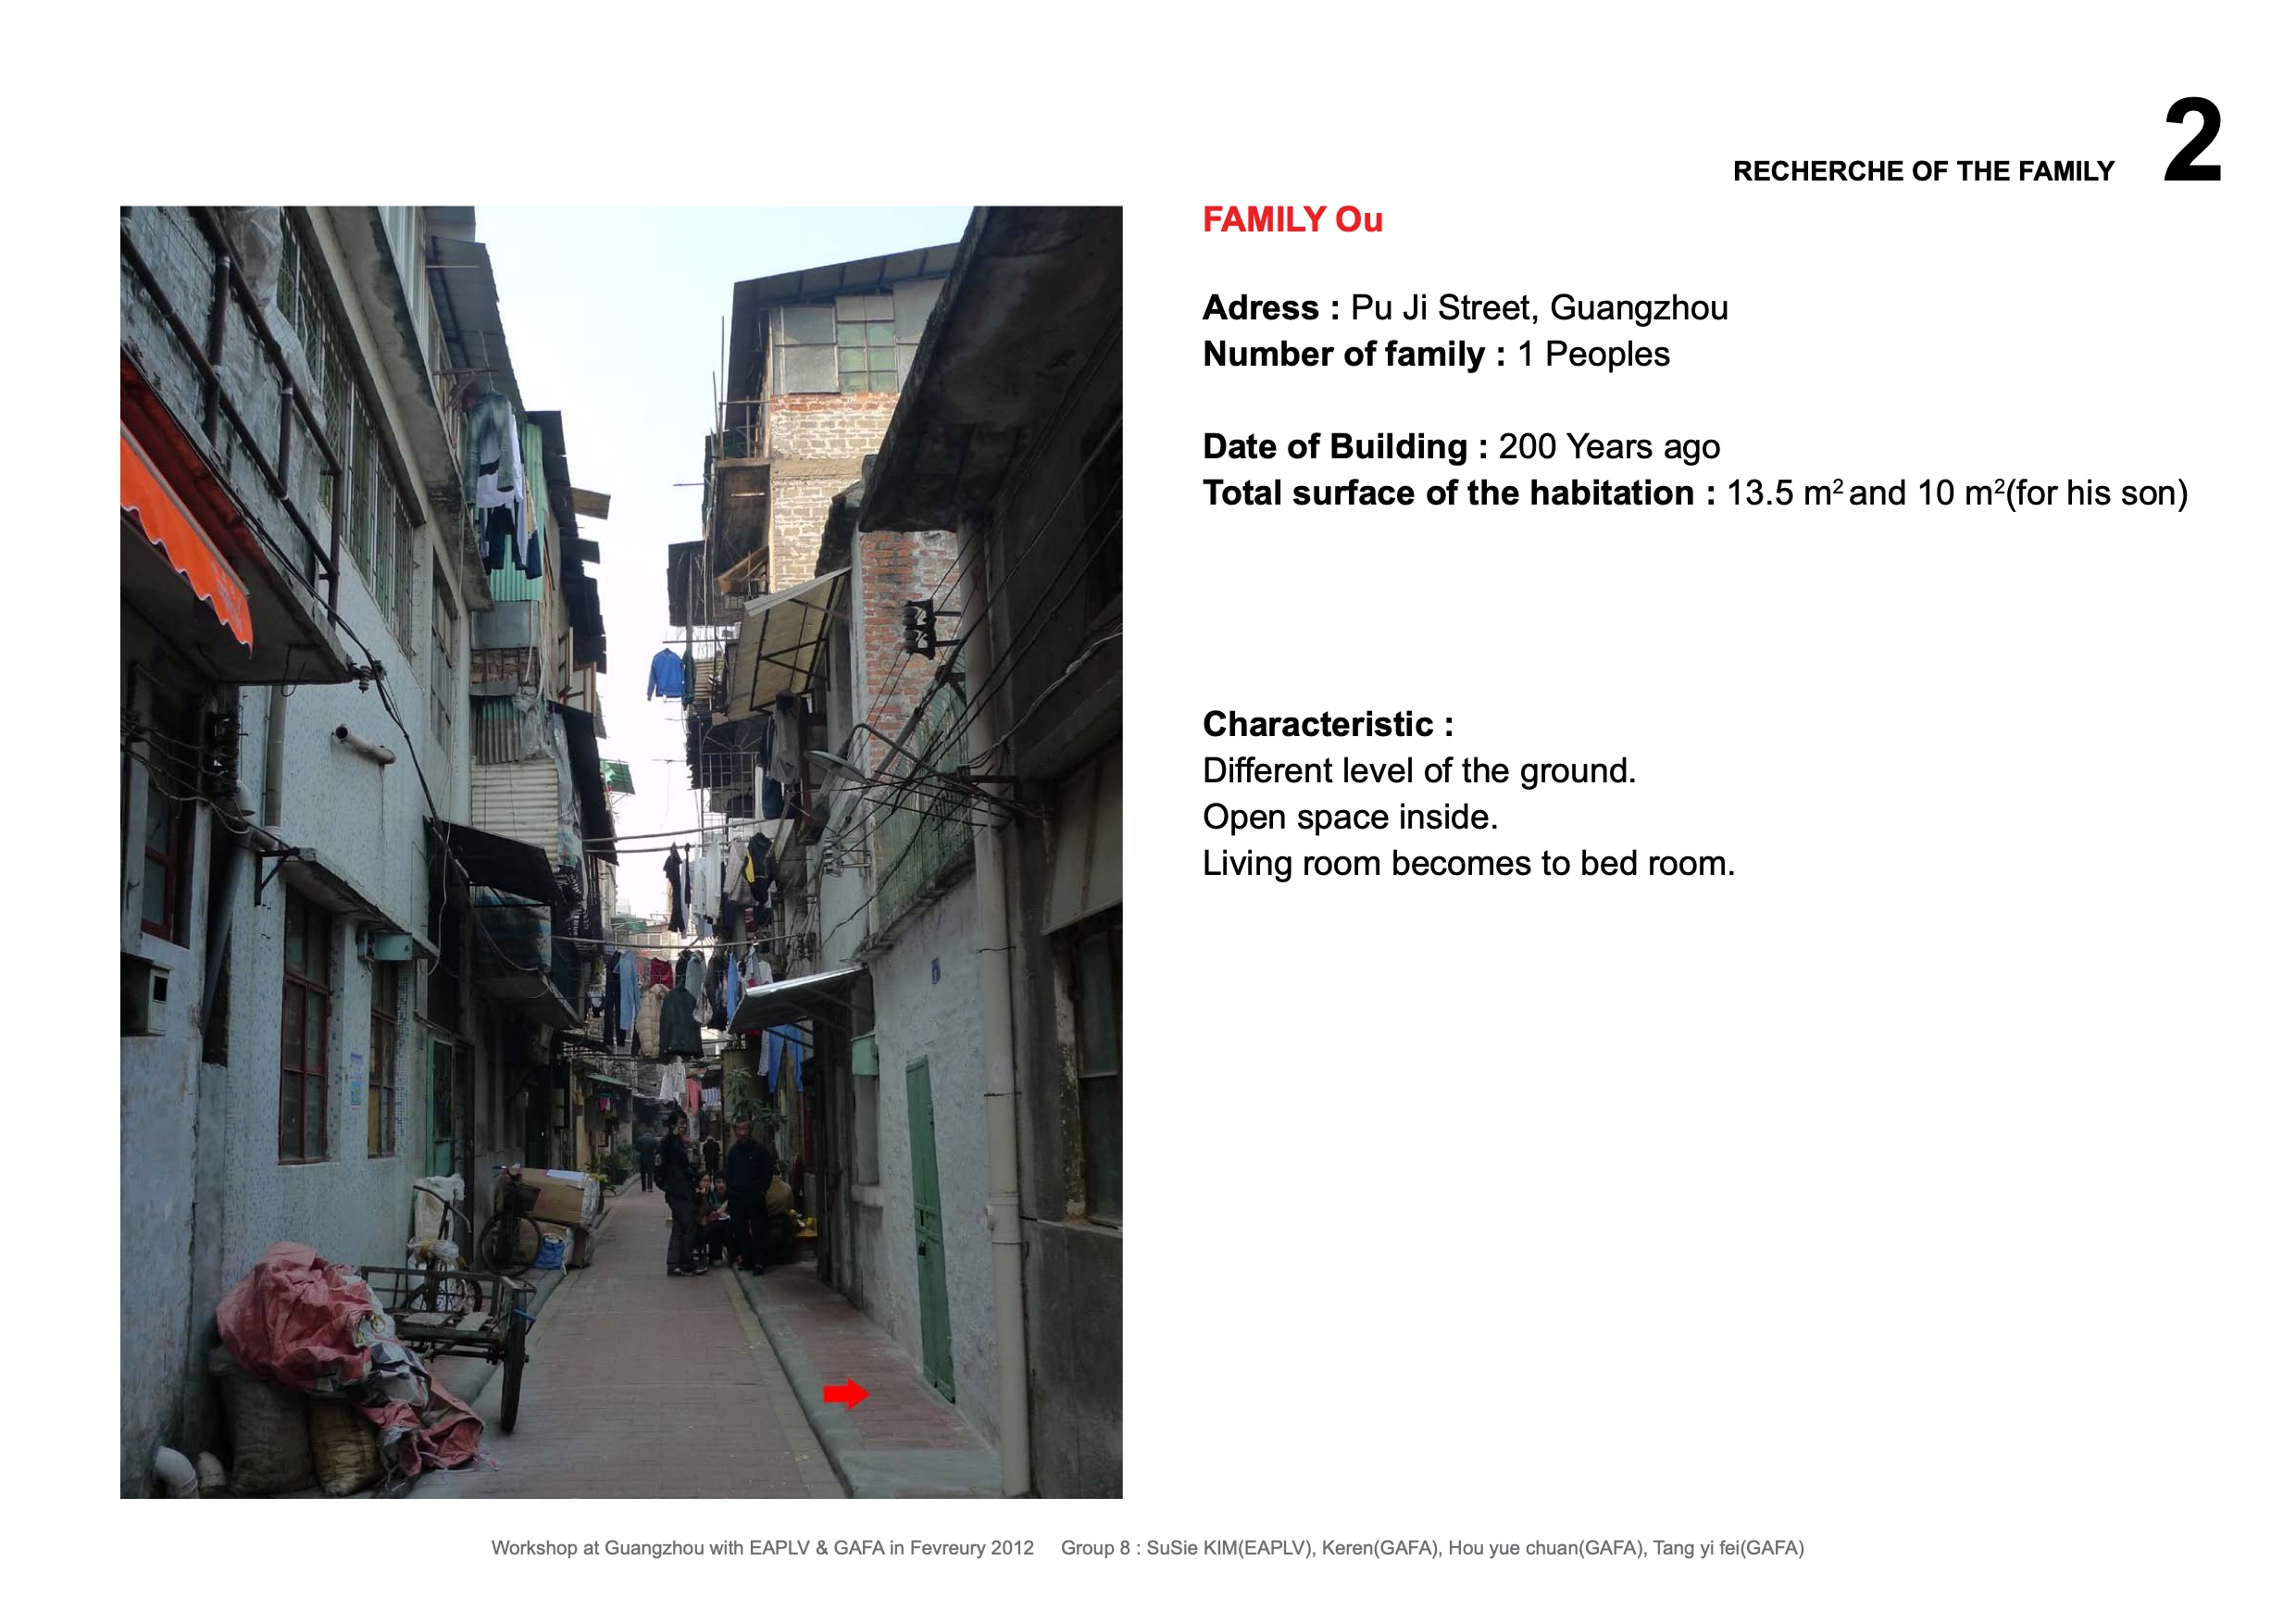 RECHERCHE OF THE FAMILY 2
FAMILY Ou
Adress : Pu Ji Street, Guangzhou
Number of family : 1 Peoples
Date of Building : 200 Years ago
Total surface of the habitation : 13.5 m² and 10 m²(for his son)
Characteristic :
Different level of the ground.
Open space inside.
Living room becomes to bed room.
Workshop at Guangzhou with EAPLV & GAFA in Fevreury 2012 Group 8 : SuSie KIM(EAPLV), Keren(GAFA), Hou yue chuan(GAFA), Tang yi fei(GAFA)